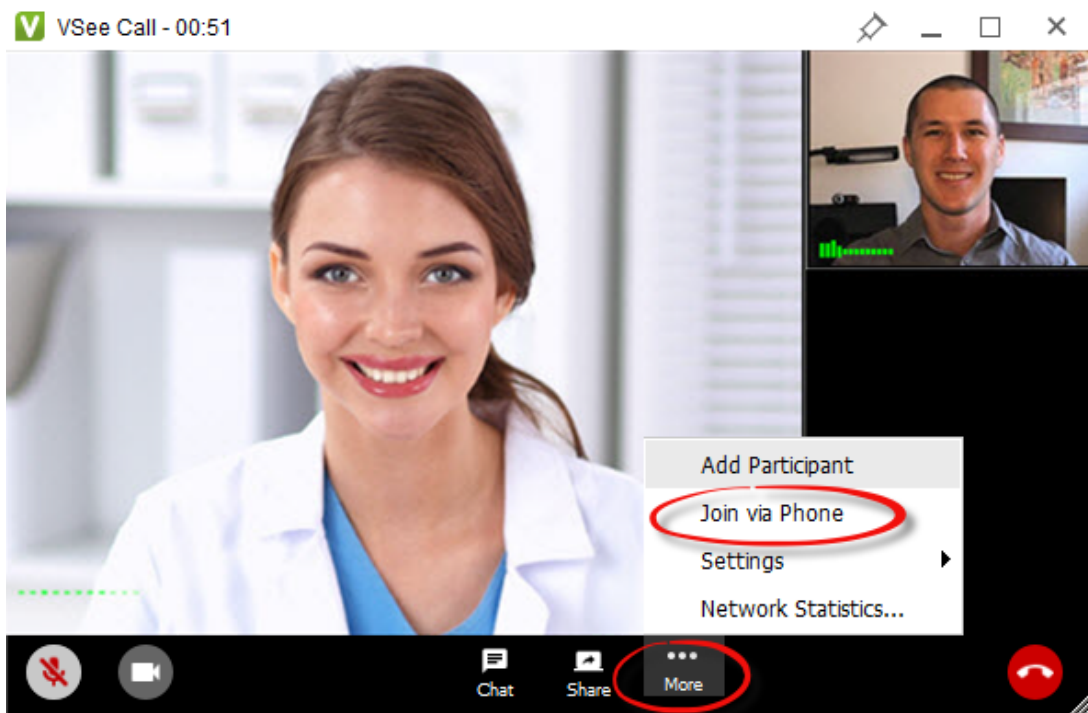 VSee Call - 00:51
Add Participant
Join via Phone
Settings
Network Statistics...
Chat
Share
More